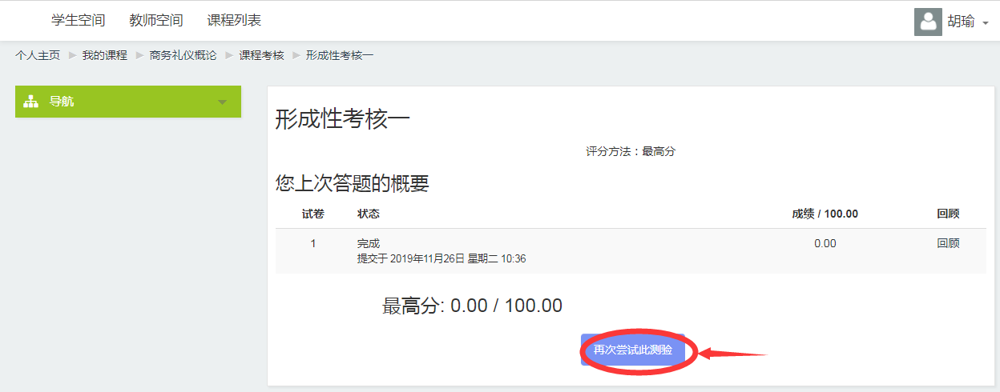 学生空间 教师空间 课程列表 胡瑜
个人主页 我的课程 商务礼仪概论 课程考核 形成性考核一
导航
形成性考核一
评分方法：最高分
您上次答题的概要
试卷 状态 成绩 / 100.00 回顾
1 完成 0.00 回顾
提交于 2019年11月26日 星期二 10:36
最高分: 0.00 / 100.00
再次尝试此测验